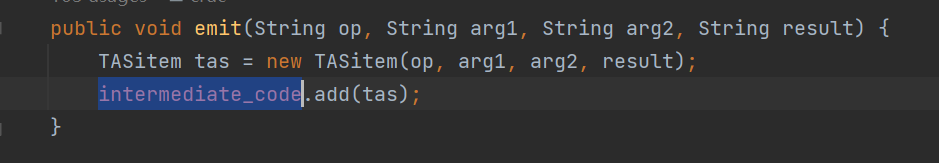 public void emit(String op, String arg1, String arg2, String result) {
TASitem tas = new TASitem(op, arg1, arg2, result);
intermediate_code.add(tas);
}